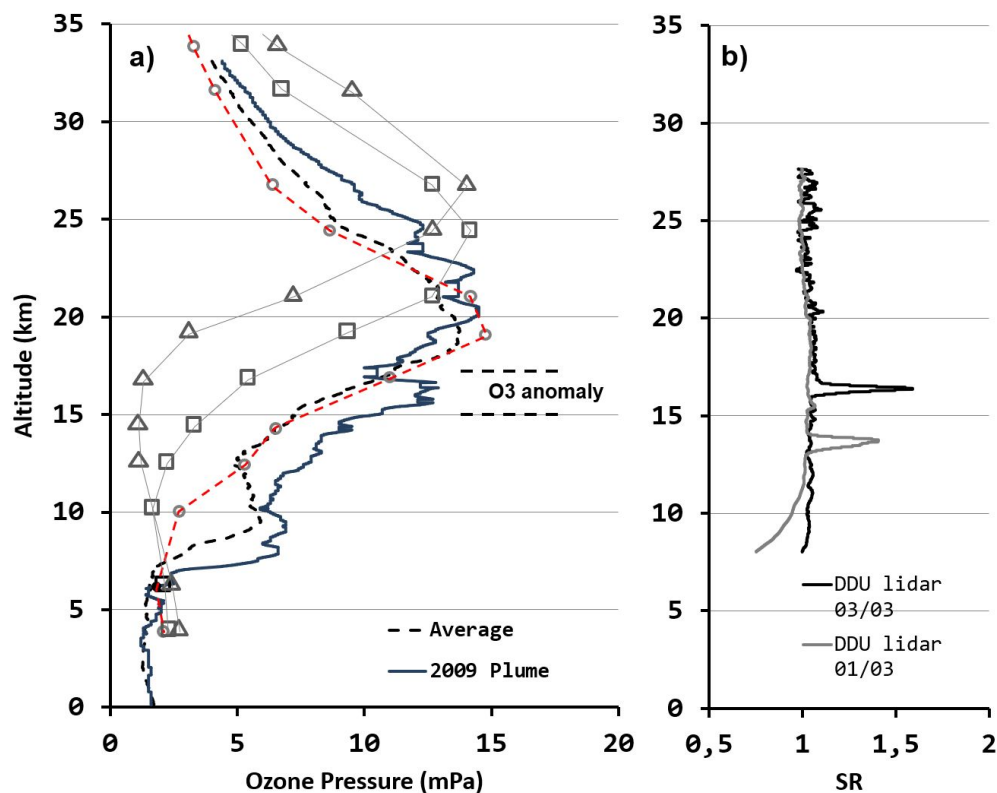 a)
35
30
25
20
15
10
5
0
Altitude (km)
O3 anomaly
Average
2009 Plume
0
5
10
15
20
Ozone Pressure (mPa)
b)
35
30
25
20
15
10
5
0
DDU lidar
03/03
DDU lidar
01/03
0,5
1
1,5
2
SR